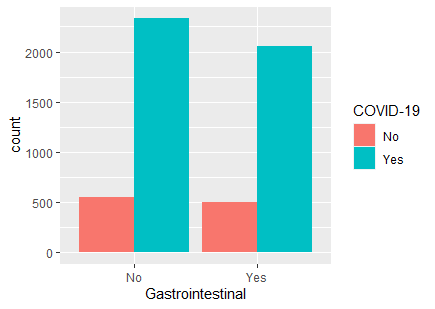 2000
1500
1000
500
0
count
No
Yes
Gastrointestinal
COVID-19
No
Yes